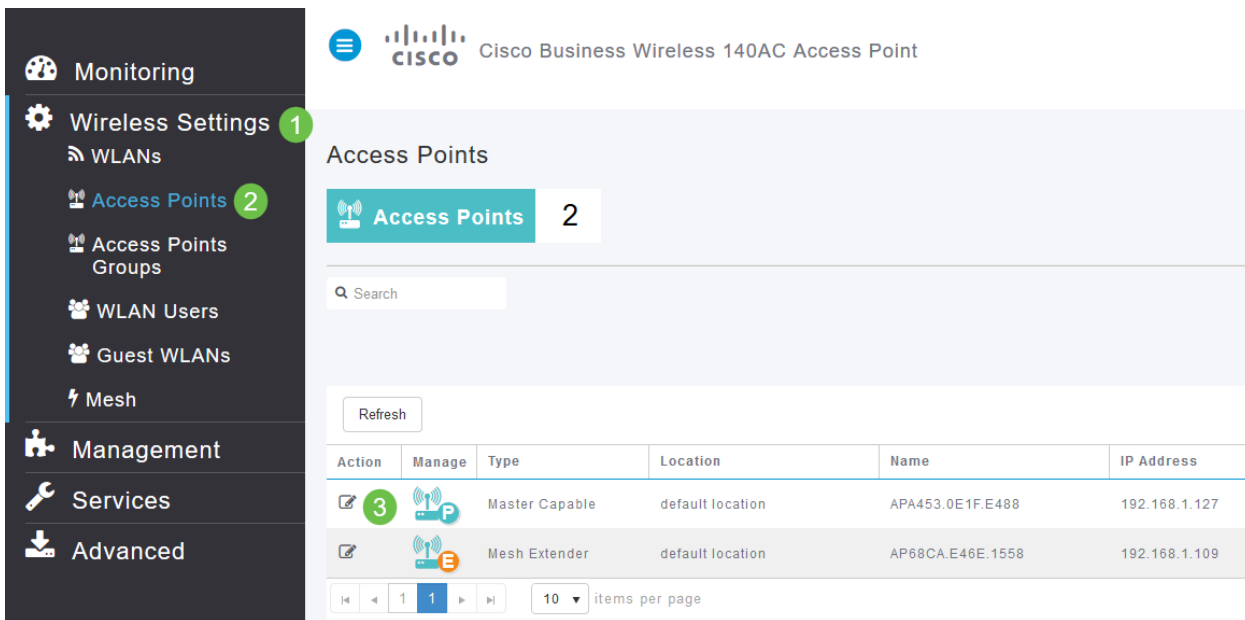 Monitoring
Wireless Settings 1
WLANs
Access Points 2
Access Points
Groups
WLAN Users
Guest WLANs
Mesh
Management
Services
Advanced
CISCO Cisco Business Wireless 140AC Access Point
Access Points
Access Points 2
Search
Refresh
Action Manage Type Location Name IP Address
3 P Master Capable default location APA453.0E1F.E488 192.168.1.127
E Mesh Extender default location AP68CA.E46E.1558 192.168.1.109
1 1 10 items per page